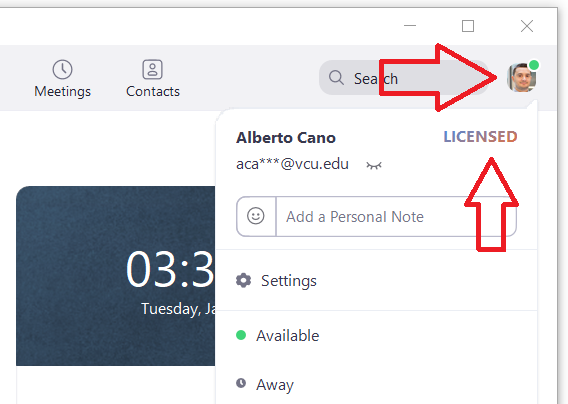 Search
Meetings
Contacts
Alberto Cano
LICENSED
aca***@vcu.edu
Add a Personal Note
03:3
Tuesday, Ja
Settings
Available
Away